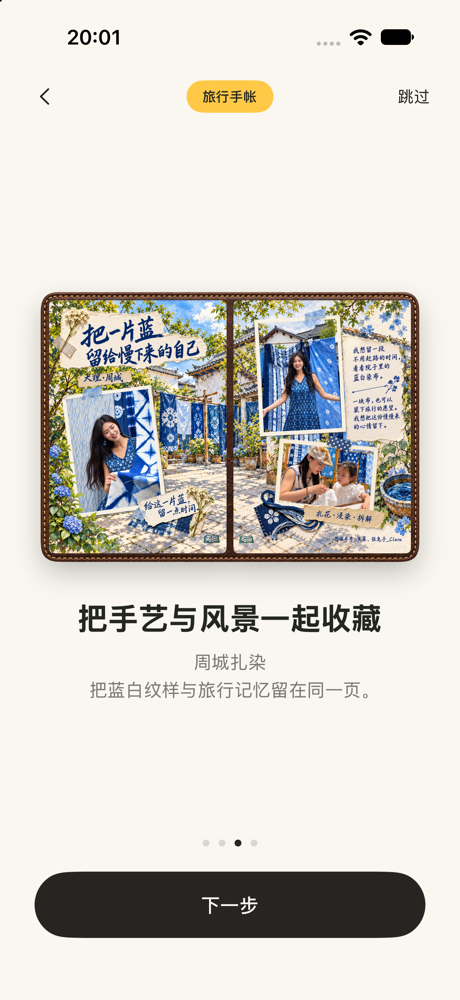 20:01
旅行手帐
跳过
把一片蓝
留给慢下来的自己
大理·周城
给这一片蓝，
留一点时间
我想留一段
不用赶路的时间，
看看院子里的
蓝白染布。
一块布，也可以
装下旅行的愿望。
我想把这份慢慢来
的心情留下。
扎花·浸染·拆解
把手艺与风景一起收藏
周城扎染
把蓝白纹样与旅行记忆留在同一页。
下一步